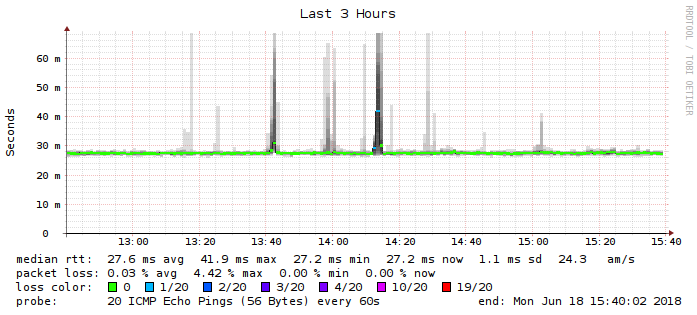 Last 3 Hours
RRDTOOL / TOBI OETIKER
Seconds
60 m
50 m
40 m
30 m
20 m
10 m
0
13:00 13:20 13:40 14:00 14:20 14:40 15:00 15:20 15:40
median rtt: 27.6 ms avg 41.9 ms max 27.2 ms min 27.2 ms now 1.1 ms sd 24.3 am/s
packet loss: 0.03 % avg 4.42 % max 0.00 % min 0.00 % now
loss color: 0 1/20 2/20 3/20 4/20 10/20 19/20
probe: 20 ICMP Echo Pings (56 Bytes) every 60s end: Mon Jun 18 15:40:02 2018